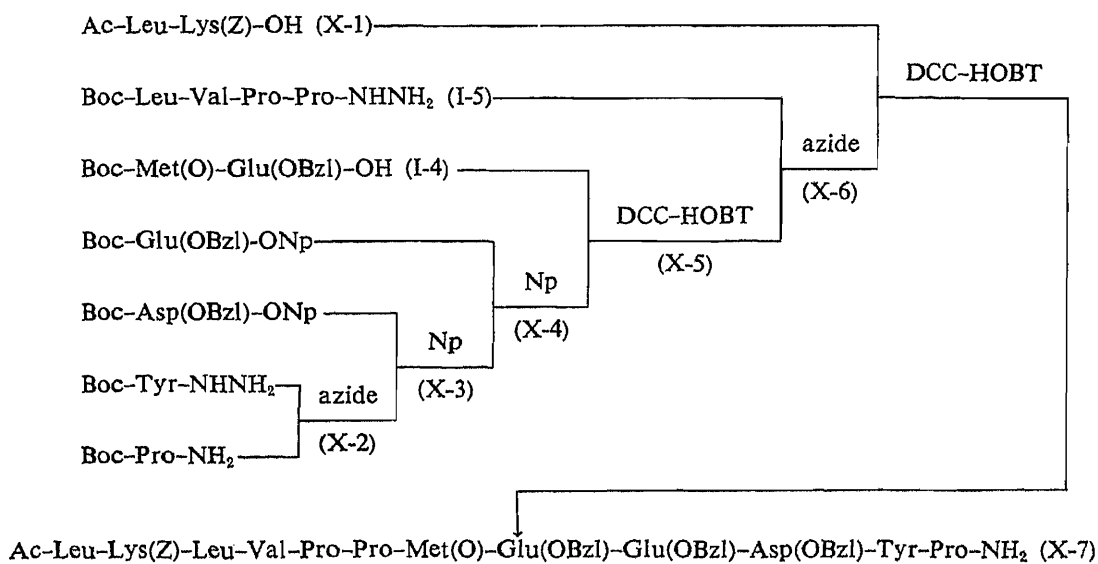 Ac–Leu–Lys(Z)–OH (X-1)
DCC–HOBT
Boc–Leu–Val–Pro–Pro–NHNH₂ (I-5)
azide
(X-6)
Boc–Met(O)–Glu(OBzl)–OH (I-4)
DCC–HOBT
(X-5)
Boc–Glu(OBzl)-ONp
Np
(X-4)
Boc–Asp(OBzl)–ONp
Np
(X-3)
Boc–Tyr–NHNH₂
azide
(X-2)
Boc–Pro–NH₂
Ac–Leu–Lys(Z)–Leu–Val–Pro–Pro–Met(O)–Glu(OBzl)–Glu(OBzl)–Asp(OBzl)–Tyr–Pro–NH₂ (X-7)